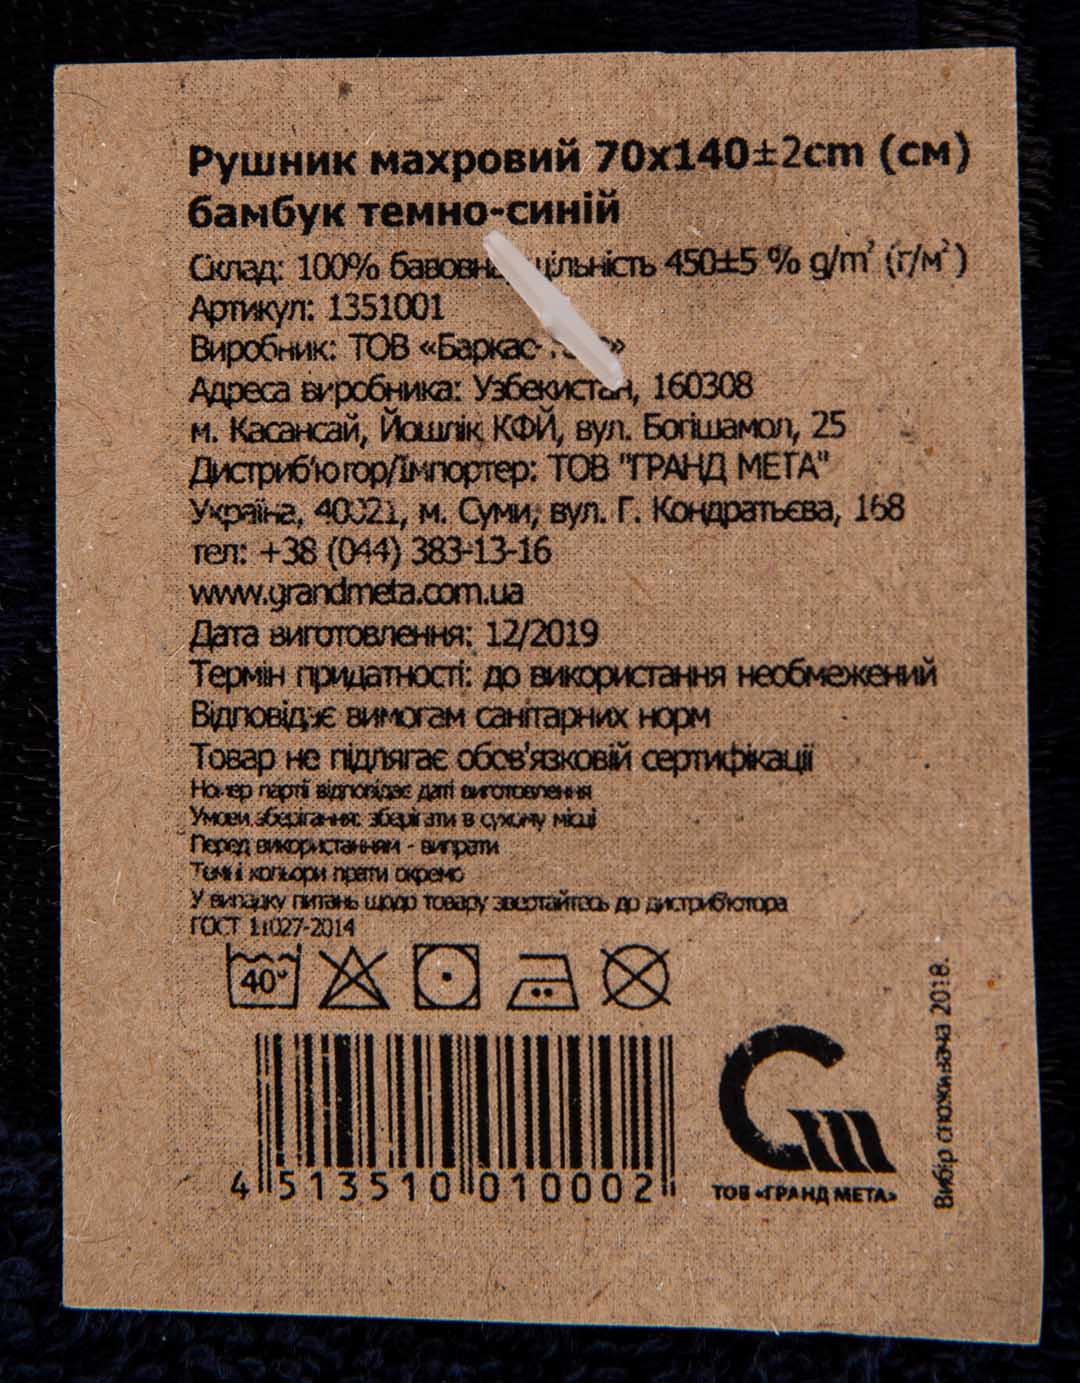 Рушник махровий 70x140±2cm (см)
бамбук темно-синій
Склад: 100% щільність 450±5 % g/m² (г/м²)
Артикул: 1351001
Виробник: ТОВ «Баркас-
Адреса виробника: Узбекистан, 160308
м. Касансай, Йошлік КФЙ, вул. Богішамол, 25
Дистриб'ютор/Імпортер: ТОВ "ГРАНД МЕТА"
Україна, 40021, м. Суми, вул. Г. Кондратьєва, 168
тел: +38 (044) 383-13-16
www.grandmeta.com.ua
Дата виготовлення: 12/2019
Термін придатності: до використання необмежений
Відповідає вимогам санітарних норм
Товар не підлягає обов'язковій сертифікації
Номер партії відповідає даті виготовлення
Умови зберігання: зберігати в сухому місці
Перед використанням - випрати
Темні кольори прати окремо
У випадку питань щодо товару звертайтесь до дистриб'ютора
ГОСТ 11027-2014
40°
4 513510 010002
ТОВ «ГРАНД МЕТА»
Вибір споживача 2018.